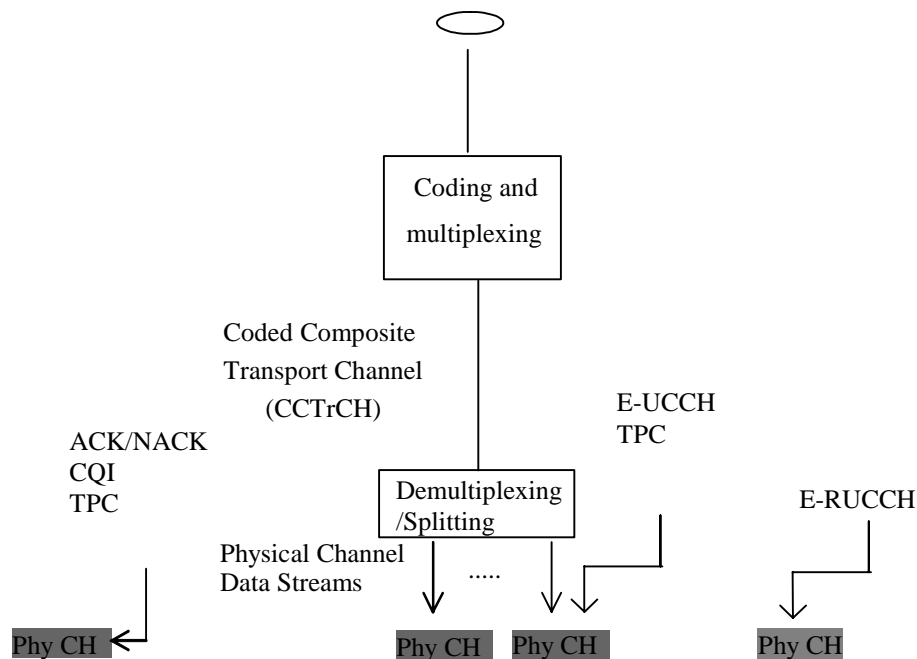 Coding and
multiplexing
Coded Composite
Transport Channel
(CCTrCH)
E-UCCH
TPC
ACK/NACK
CQI
TPC
Demultiplexing
/Splitting
E-RUCCH
Physical Channel
Data Streams
.....
Phy CH
Phy CH
Phy CH
Phy CH